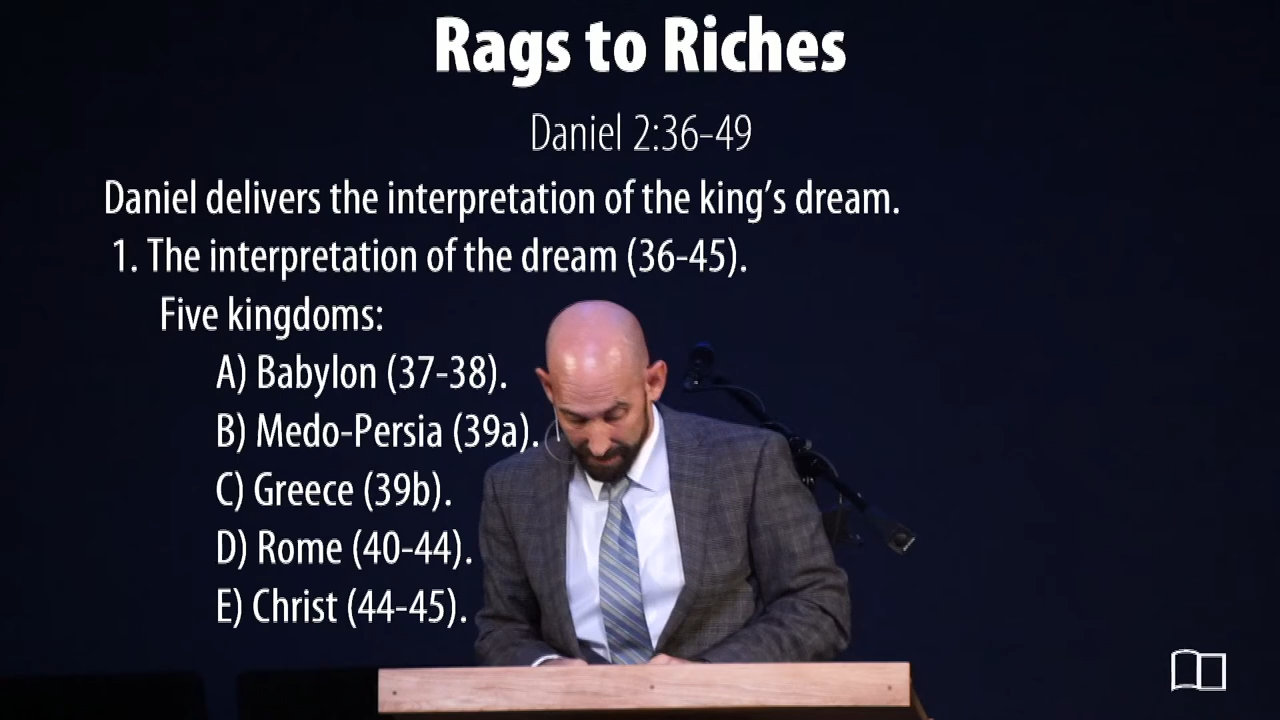 Rags to Riches
Daniel 2:36-49
Daniel delivers the interpretation of the king’s dream.
1. The interpretation of the dream (36-45).
Five kingdoms:
A) Babylon (37-38).
B) Medo-Persia (39a).
C) Greece (39b).
D) Rome (40-44).
E) Christ (44-45).